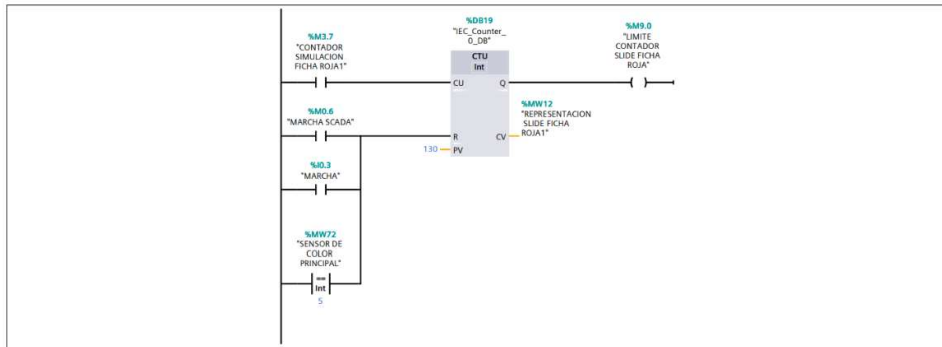 %DB19
"IEC_Counter_
0_DB"
%M3.7
"CONTADOR
SIMULACION
FICHA ROJA1"
CTU
Int
%M9.0
"LIMITE
CONTADOR
SLIDE FICHA
ROJA"
CU
Q
%M0.6
"MARCHA SCADA"
%MW12
"REPRESENTACION
SLIDE FICHA
ROJA1"
R
CV
130
PV
%I0.3
"MARCHA"
%MW72
"SENSOR DE
COLOR
PRINCIPAL"
==
Int
5